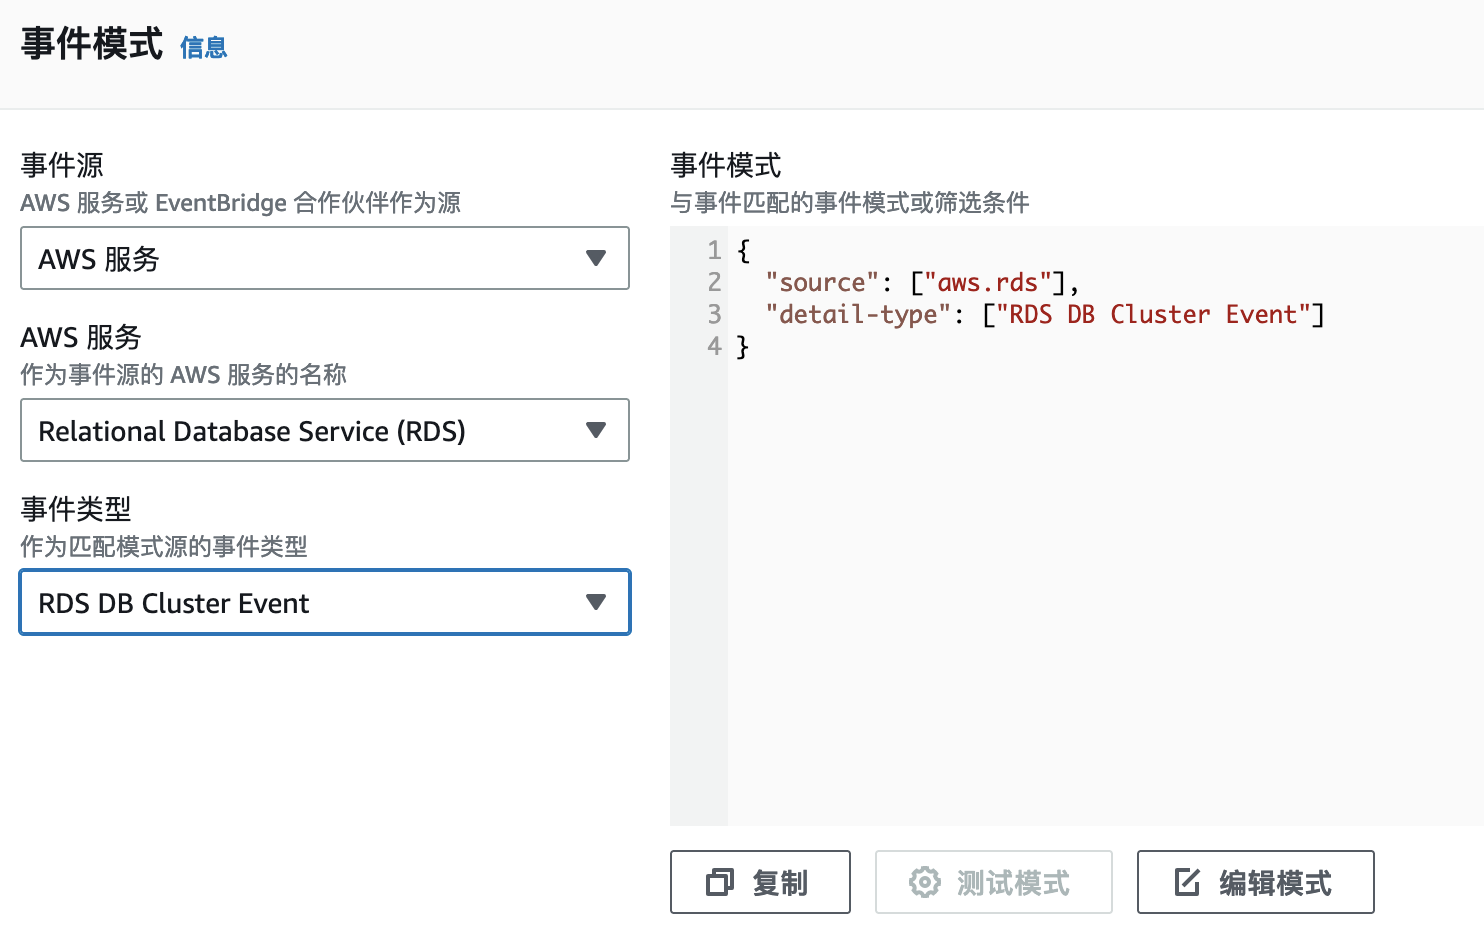 事件模式 信息
事件源
AWS 服务或 EventBridge 合作伙伴作为源
AWS 服务
AWS 服务
作为事件源的 AWS 服务的名称
Relational Database Service (RDS)
事件类型
作为匹配模式源的事件类型
RDS DB Cluster Event
事件模式
与事件匹配的事件模式或筛选条件
1 {
2   "source": ["aws.rds"],
3   "detail-type": ["RDS DB Cluster Event"]
4 }
复制 测试模式 编辑模式